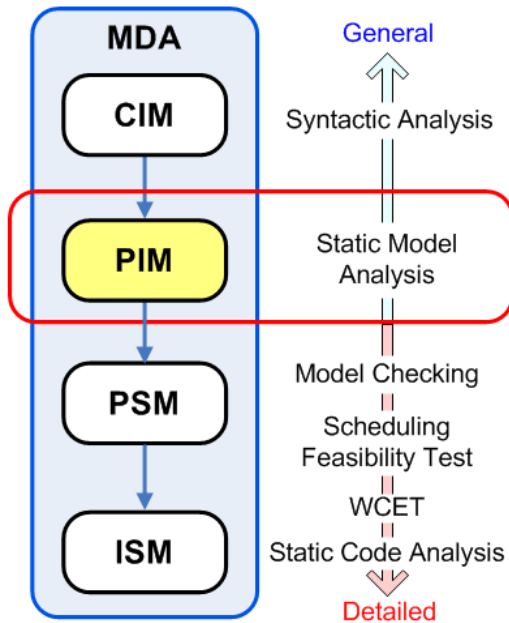 MDA
CIM
PIM
PSM
ISM
General
Syntactic Analysis
Static Model
Analysis
Model Checking
Scheduling
Feasibility Test
WCET
Static Code Analysis
Detailed